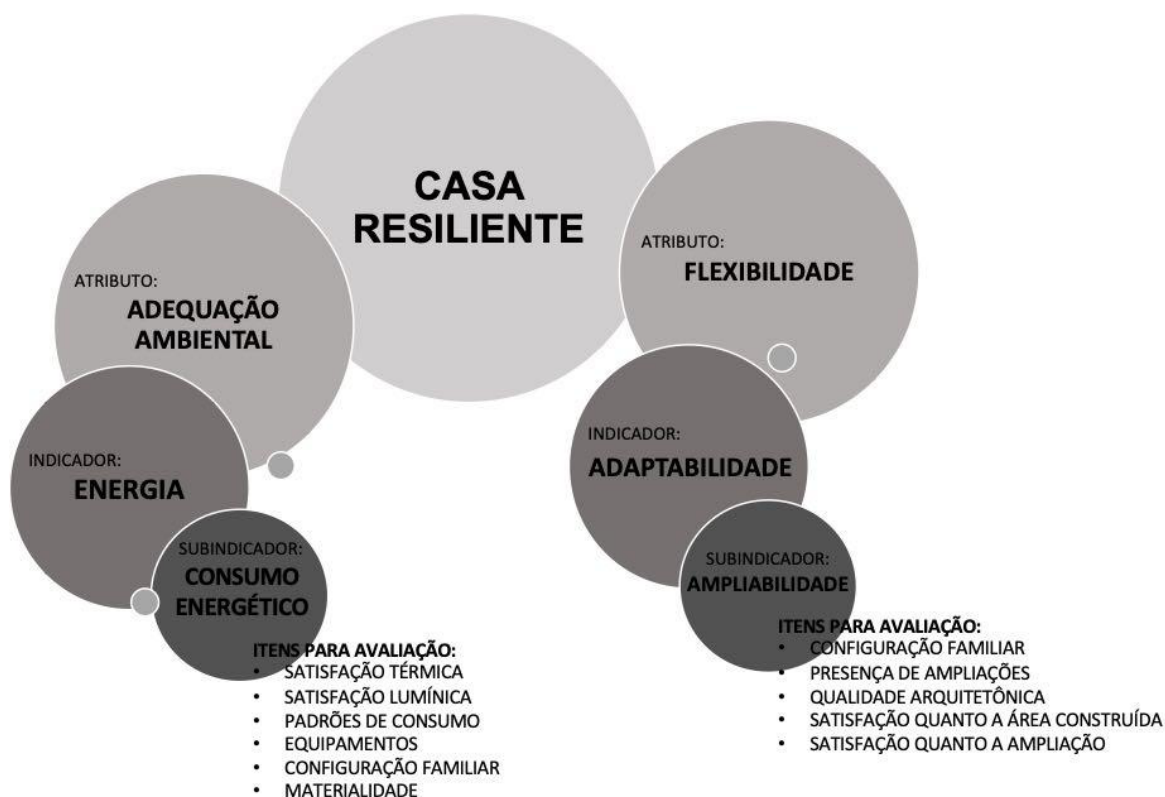 CASA
RESILIENTE
ATRIBUTO:
ADEQUAÇÃO
AMBIENTAL
INDICADOR:
ENERGIA
SUBINDICADOR:
CONSUMO
ENERGÉTICO
ITENS PARA AVALIAÇÃO:
• SATISFAÇÃO TÉRMICA
• SATISFAÇÃO LUMÍNICA
• PADRÕES DE CONSUMO
• EQUIPAMENTOS
• CONFIGURAÇÃO FAMILIAR
• MATERIALIDADE
ATRIBUTO:
FLEXIBILIDADE
INDICADOR:
ADAPTABILIDADE
SUBINDICADOR:
AMPLIABILIDADE
ITENS PARA AVALIAÇÃO:
• CONFIGURAÇÃO FAMILIAR
• PRESENÇA DE AMPLIAÇÕES
• QUALIDADE ARQUITETÔNICA
• SATISFAÇÃO QUANTO A ÁREA CONSTRUÍDA
• SATISFAÇÃO QUANTO A AMPLIAÇÃO